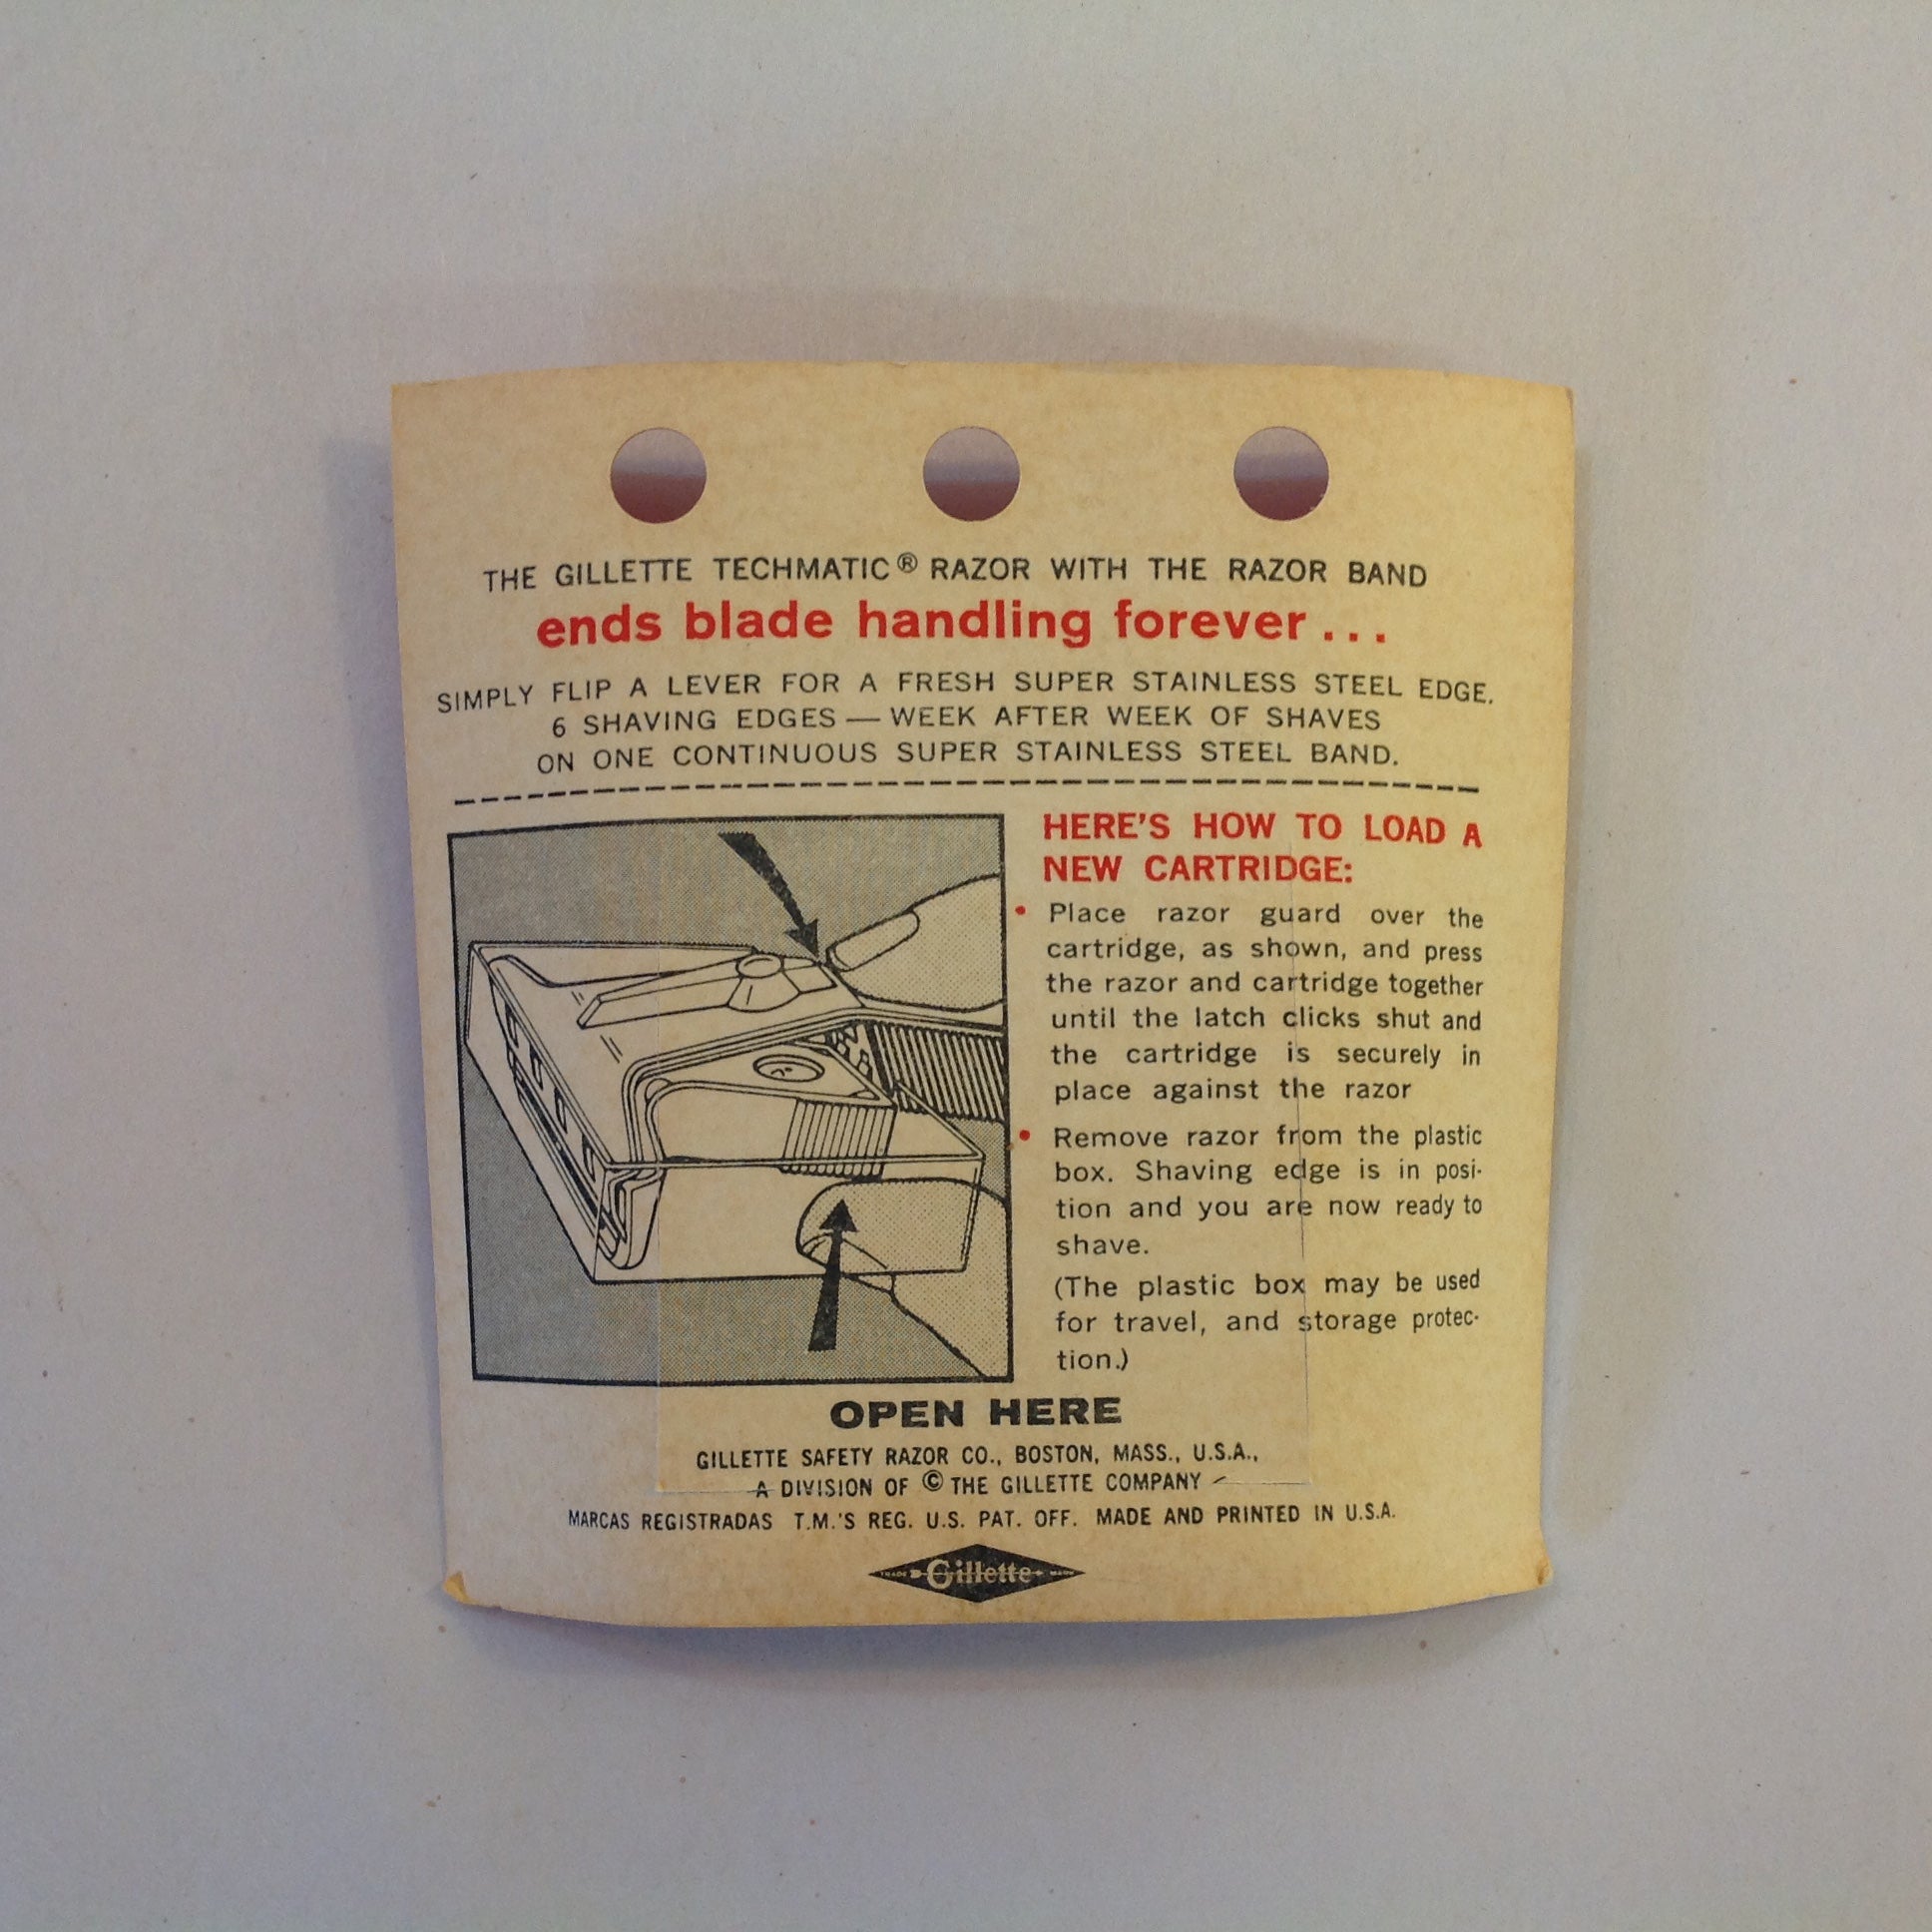 THE GILLETTE TECHMATIC® RAZOR WITH THE RAZOR BAND
ends blade handling forever...
SIMPLY FLIP A LEVER FOR A FRESH SUPER STAINLESS STEEL EDGE.
6 SHAVING EDGES — WEEK AFTER WEEK OF SHAVES
ON ONE CONTINUOUS SUPER STAINLESS STEEL BAND.
HERE'S HOW TO LOAD A
NEW CARTRIDGE:
• Place razor guard over the
cartridge, as shown, and press
the razor and cartridge together
until the latch clicks shut and
the cartridge is securely in
place against the razor
• Remove razor from the plastic
box. Shaving edge is in posi-
tion and you are now ready to
shave.
(The plastic box may be used
for travel, and storage protec-
tion.)
OPEN HERE
GILLETTE SAFETY RAZOR CO., BOSTON, MASS., U.S.A.,
A DIVISION OF © THE GILLETTE COMPANY
MARCAS REGISTRADAS T.M.'S REG. U.S. PAT. OFF. MADE AND PRINTED IN U.S.A.
TRADE Gillette MARK